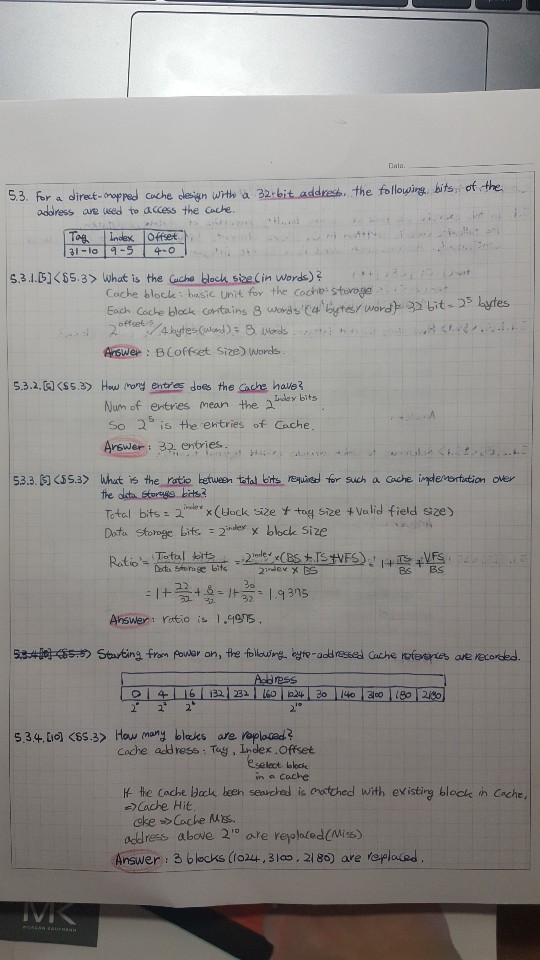 Date.
5.3. For a direct-mapped cache design with a 32-bit address, the following bits of the
address are used to access the cache.
Tag Index Offset
31-10 9-5 4-0
5.3.1.[5]<§5.3> What is the cache block size (in words)?
Cache block : basic unit for the cache storage
Each Cache block contains 8 words (4 bytes/word) = 32 bit = 2^5 bytes
2^offset=5 / 4bytes(word) = 8 words
Answer : 8 (offset size) words.
5.3.2.[5]<§5.3> How many entries does the cache have?
Num of entries mean the 2^Index bits
So 2^5 is the entries of cache.
Answer : 32 entries.
5.3.3.[5]<§5.3> What is the ratio between total bits required for such a cache implementation over
the data storage bits?
Total bits = 2^index × (block size + tag size + valid field size)
Data storage bits = 2^index × block size
Ratio = Total bits / Data storage bits = 2^index × (BS + TS + VFS) / 2^index × BS = 1 + TS/BS + VFS/BS
= 1 + 22/32 + 8/32 = 1 + 30/32 = 1.9375
Answer : ratio is 1.9375.
5.3.4.[10]<§5.3> Starting from power on, the following byte-addressed cache references are recorded.
Address
0 4 16 132 232 160 1024 30 140 3100 180 2180
2^0 2^2 2^4 2^10
5.3.4.[10] <§5.3> How many blocks are replaced?
Cache address : Tag, Index, Offset
select block
in a cache
If the cache block been searched is matched with existing block in cache,
⇒ Cache Hit.
else ⇒ Cache Miss.
address above 2^10 are replaced (Miss)
Answer : 3 blocks (1024, 3100, 2180) are replaced.
MK
MORGAN KAUFMANN